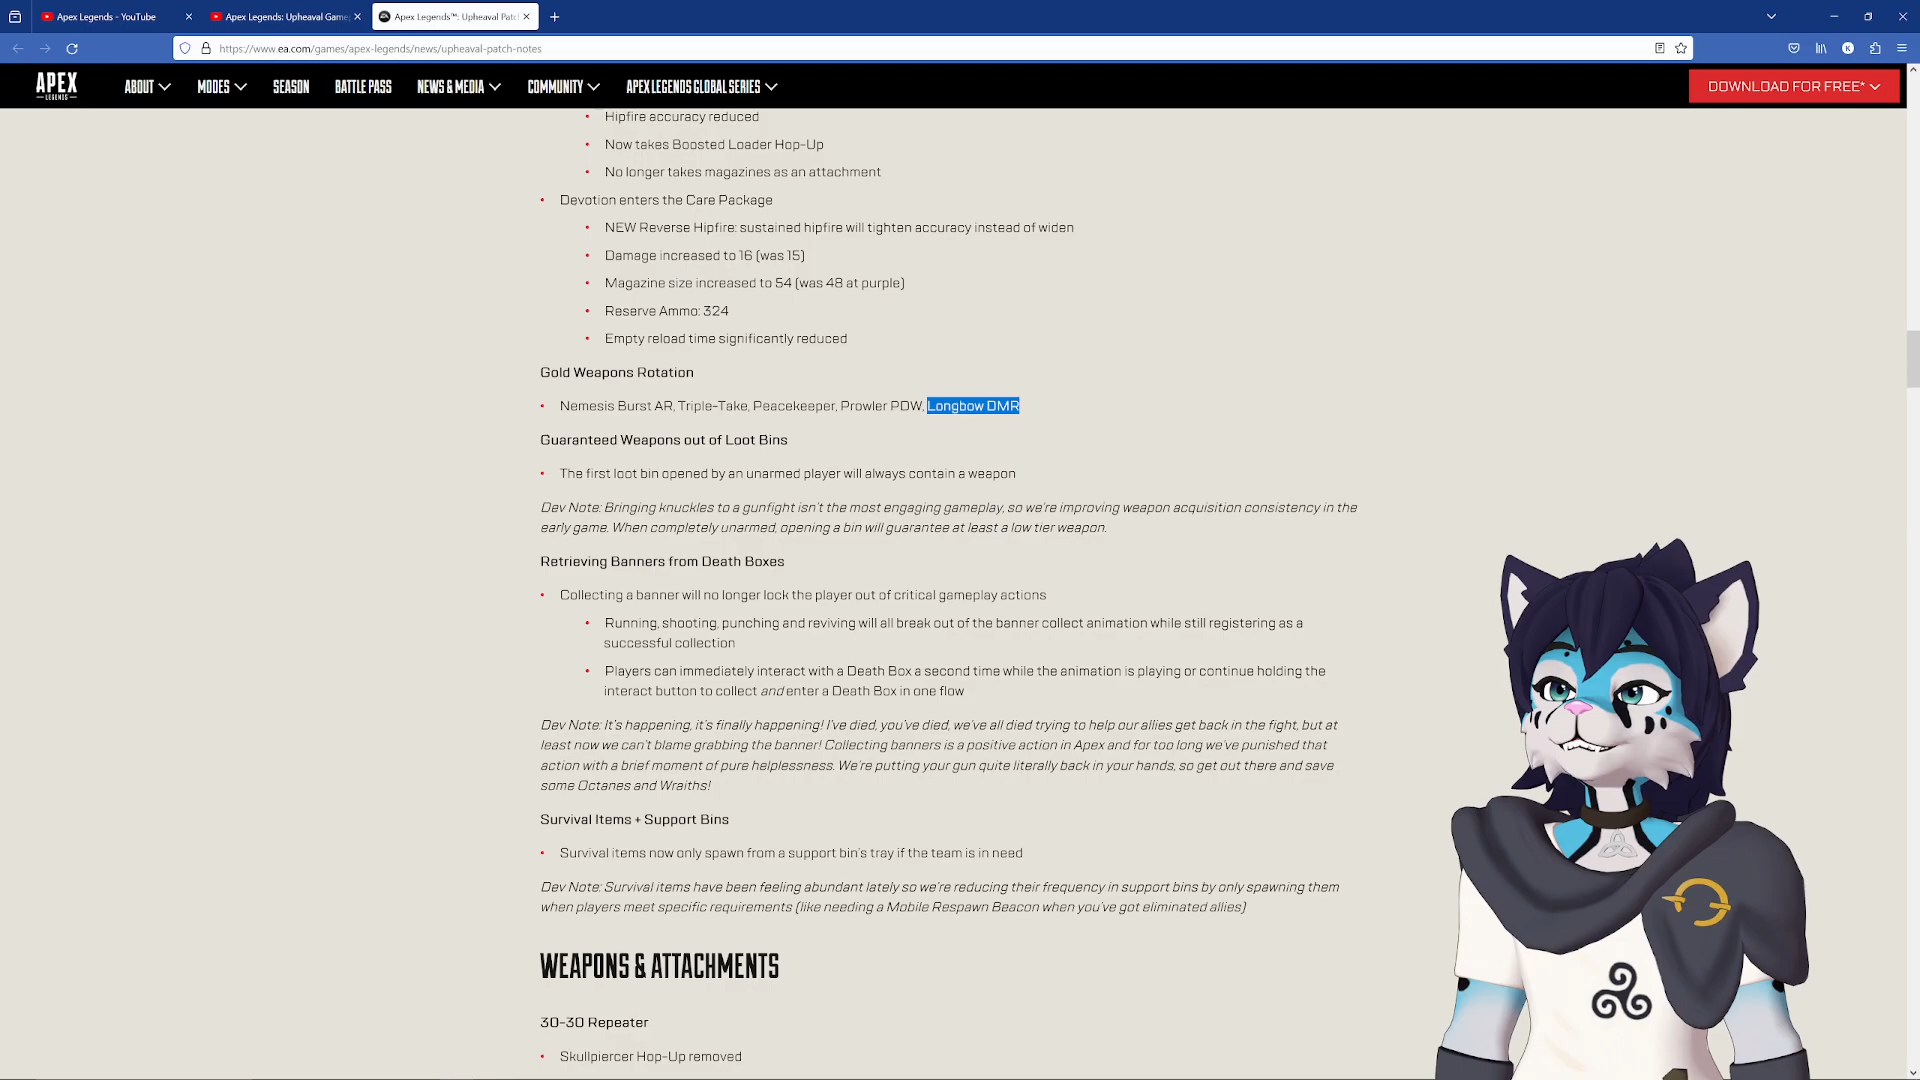 Apex Legends - YouTube
Apex Legends: Upheaval Game
Apex Legends™: Upheaval Patc
https://www.ea.com/games/apex-legends/news/upheaval-patch-notes
K
APEX
LEGENDS
ABOUT
MODES
SEASON
BATTLE PASS
NEWS & MEDIA
COMMUNITY
APEX LEGENDS GLOBAL SERIES
DOWNLOAD FOR FREE*
Hipfire accuracy reduced
Now takes Boosted Loader Hop-Up
No longer takes magazines as an attachment
Devotion enters the Care Package
NEW Reverse Hipfire: sustained hipfire will tighten accuracy instead of widen
Damage increased to 16 (was 15)
Magazine size increased to 54 (was 48 at purple)
Reserve Ammo: 324
Empty reload time significantly reduced
Gold Weapons Rotation
Nemesis Burst AR, Triple-Take, Peacekeeper, Prowler PDW, Longbow DMR
Guaranteed Weapons out of Loot Bins
The first loot bin opened by an unarmed player will always contain a weapon
Dev Note: Bringing knuckles to a gunfight isn't the most engaging gameplay, so we're improving weapon acquisition consistency in the
early game. When completely unarmed, opening a bin will guarantee at least a low tier weapon.
Retrieving Banners from Death Boxes
Collecting a banner will no longer lock the player out of critical gameplay actions
Running, shooting, punching and reviving will all break out of the banner collect animation while still registering as a
successful collection
Players can immediately interact with a Death Box a second time while the animation is playing or continue holding the
interact button to collect and enter a Death Box in one flow
Dev Note: It's happening, it's finally happening! I've died, you've died, we've all died trying to help our allies get back in the fight, but at
least now we can't blame grabbing the banner! Collecting banners is a positive action in Apex and for too long we've punished that
action with a brief moment of pure helplessness. We're putting your gun quite literally back in your hands, so get out there and save
some Octanes and Wraiths!
Survival Items + Support Bins
Survival items now only spawn from a support bin's tray if the team is in need
Dev Note: Survival items have been feeling abundant lately so we're reducing their frequency in support bins by only spawning them
when players meet specific requirements (like needing a Mobile Respawn Beacon when you've got eliminated allies)
WEAPONS & ATTACHMENTS
30-30 Repeater
Skullpiercer Hop-Up removed